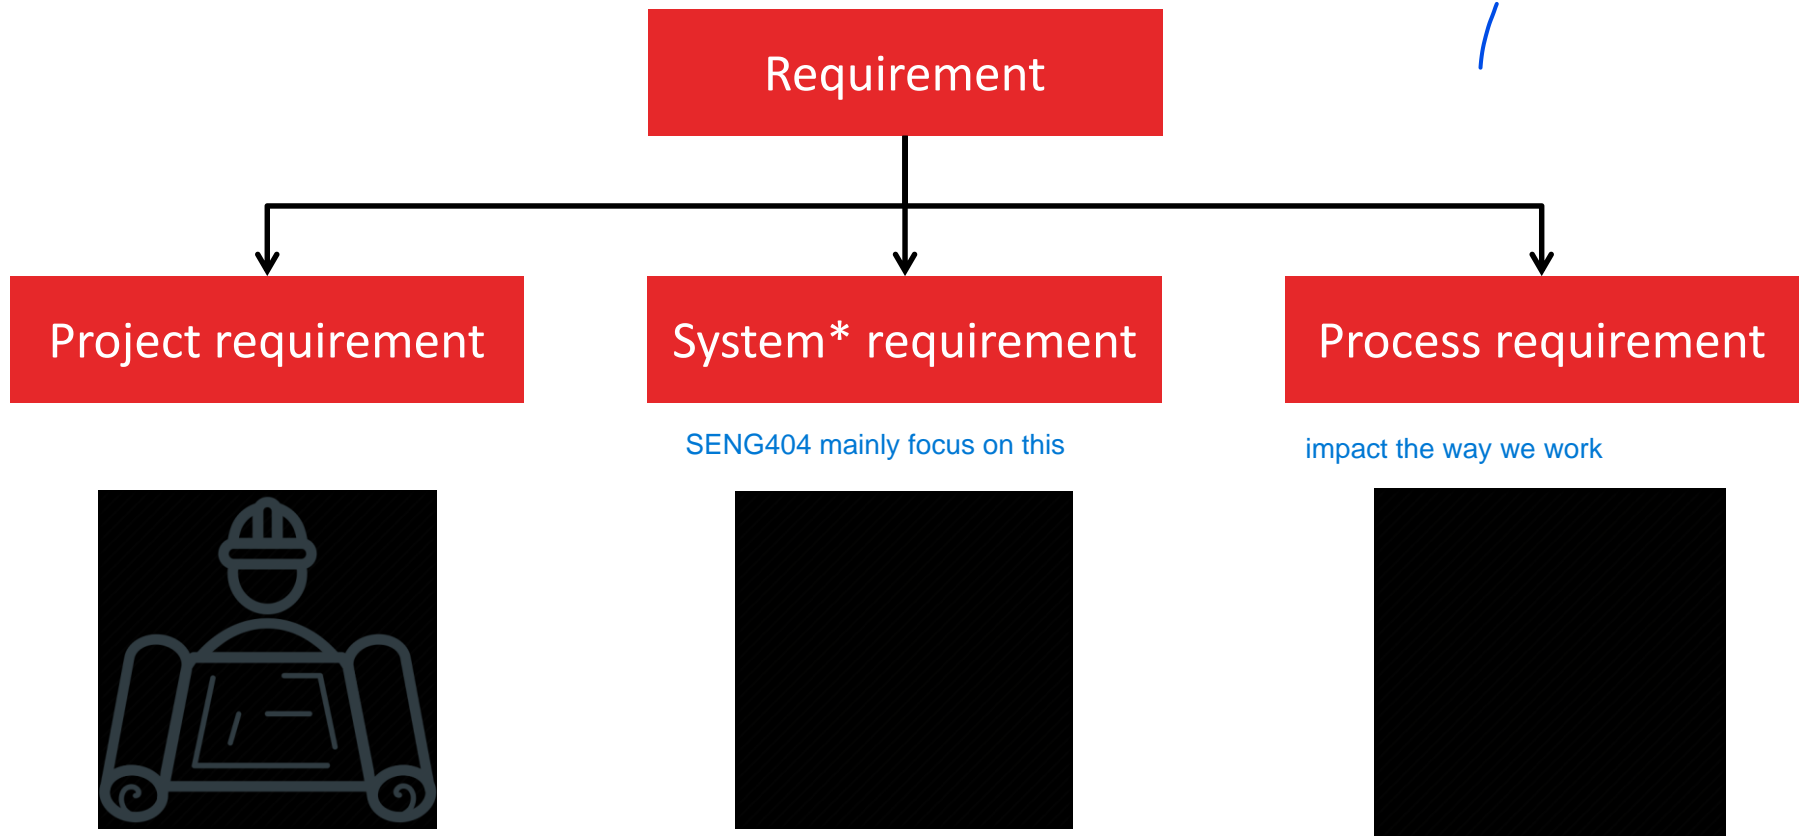 Requirement
Project requirement
System* requirement
Process requirement
SENG404 mainly focus on this
impact the way we work